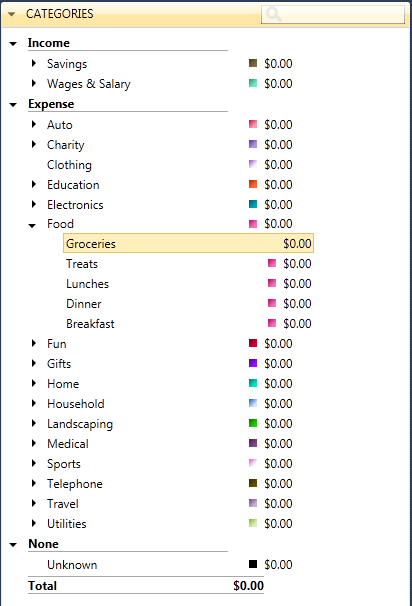 CATEGORIES
Income
Savings $0.00
Wages & Salary $0.00
Expense
Auto $0.00
Charity $0.00
Clothing $0.00
Education $0.00
Electronics $0.00
Food $0.00
Groceries $0.00
Treats $0.00
Lunches $0.00
Dinner $0.00
Breakfast $0.00
Fun $0.00
Gifts $0.00
Home $0.00
Household $0.00
Landscaping $0.00
Medical $0.00
Sports $0.00
Telephone $0.00
Travel $0.00
Utilities $0.00
None
Unknown $0.00
Total $0.00